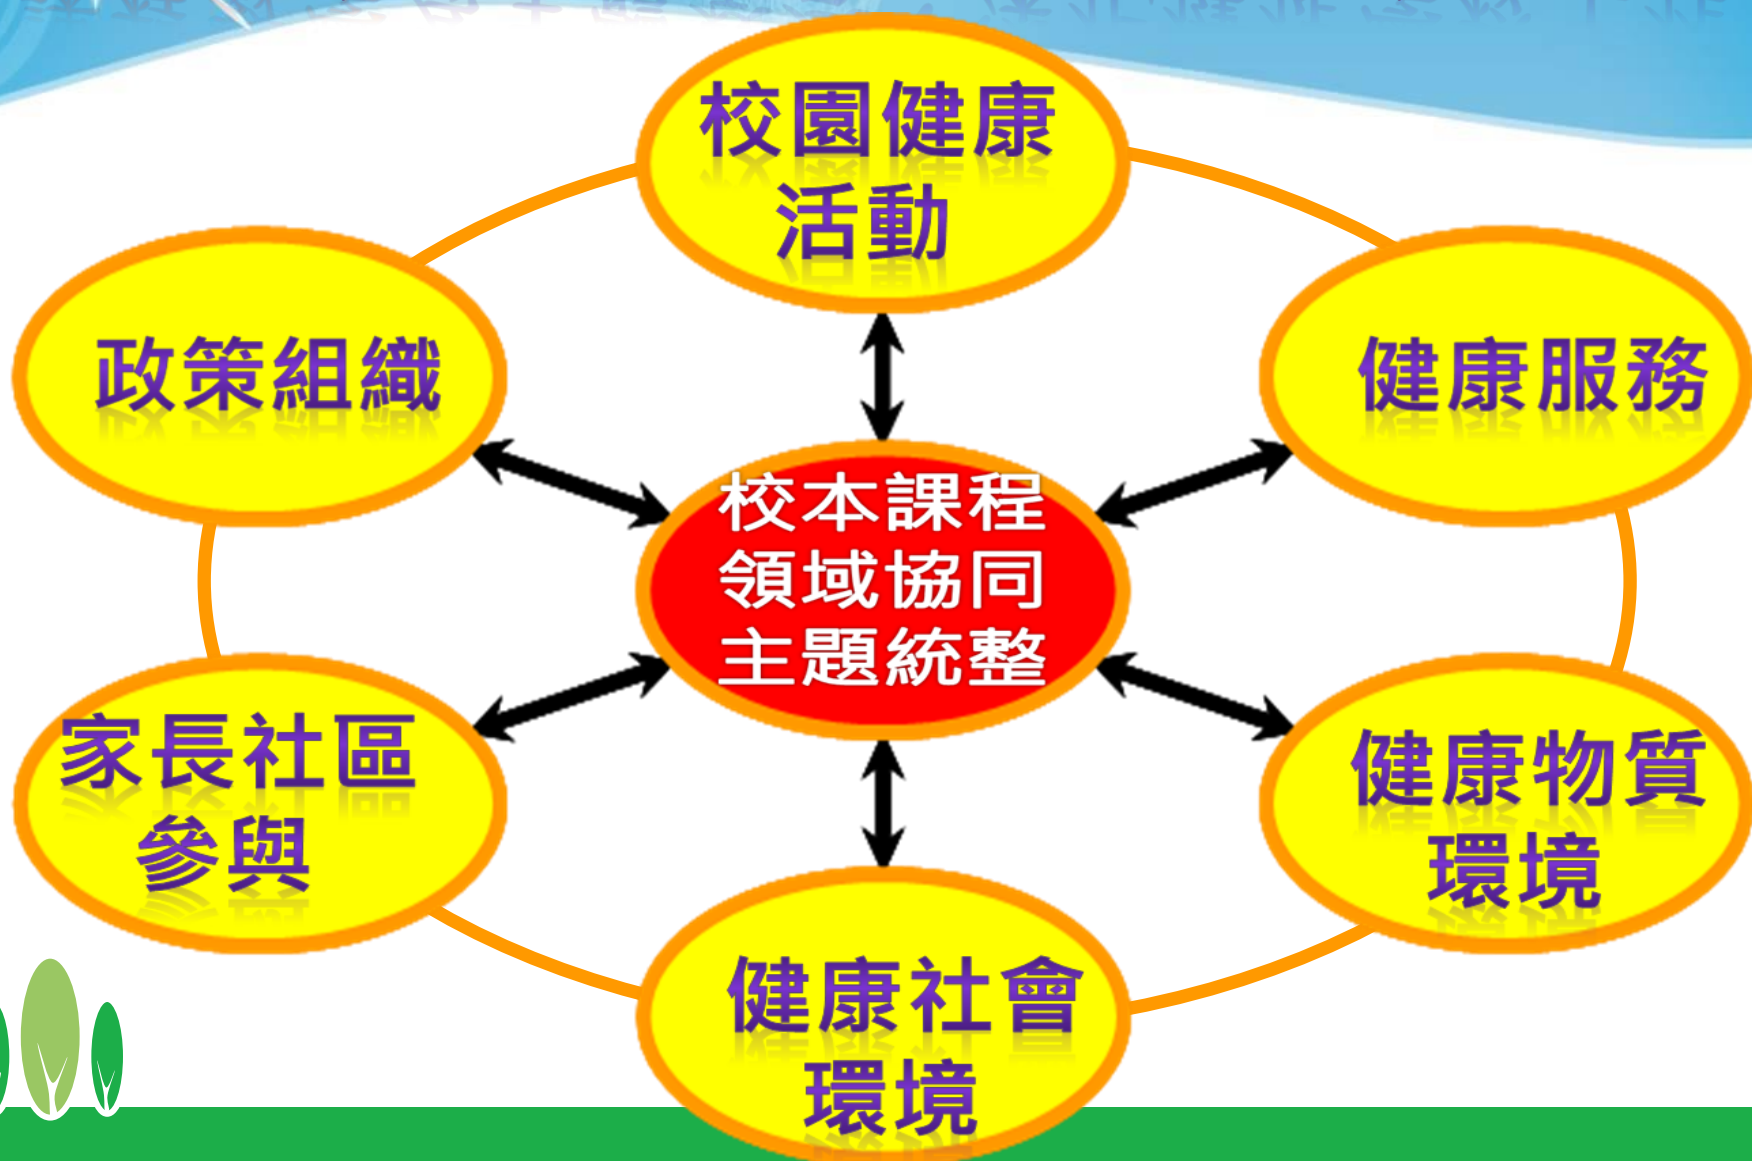 校園健康
活動
政策組織
健康服務
校本課程
領域協同
主題統整
家長社區
參與
健康物質
環境
健康社會
環境